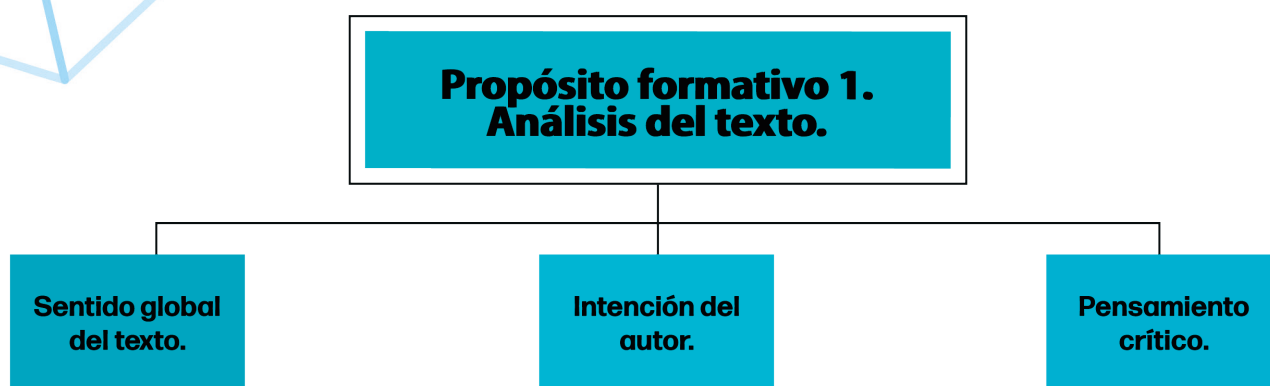 Propósito formativo 1.
Análisis del texto.
Sentido global
del texto.
Intención del
autor.
Pensamiento
crítico.